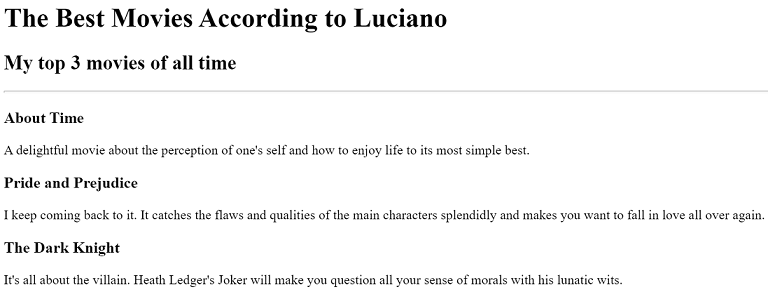 The Best Movies According to Luciano
My top 3 movies of all time
About Time
A delightful movie about the perception of one's self and how to enjoy life to its most simple best.
Pride and Prejudice
I keep coming back to it. It catches the flaws and qualities of the main characters splendidly and makes you want to fall in love all over again.
The Dark Knight
It's all about the villain. Heath Ledger's Joker will make you question all your sense of morals with his lunatic wits.